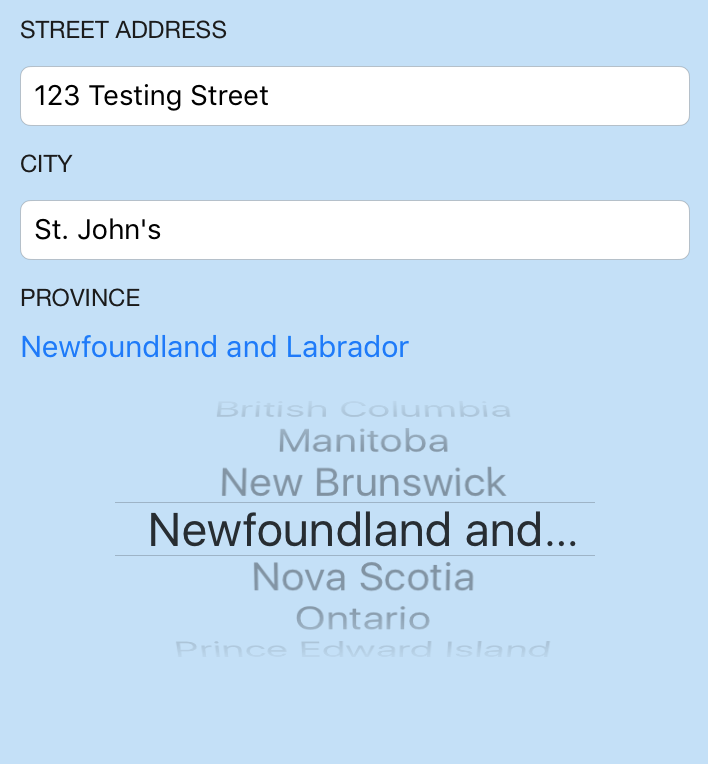 STREET ADDRESS
123 Testing Street
CITY
St. John's
PROVINCE
Newfoundland and Labrador
British Columbia
Manitoba
New Brunswick
Newfoundland and...
Nova Scotia
Ontario
Prince Edward Island